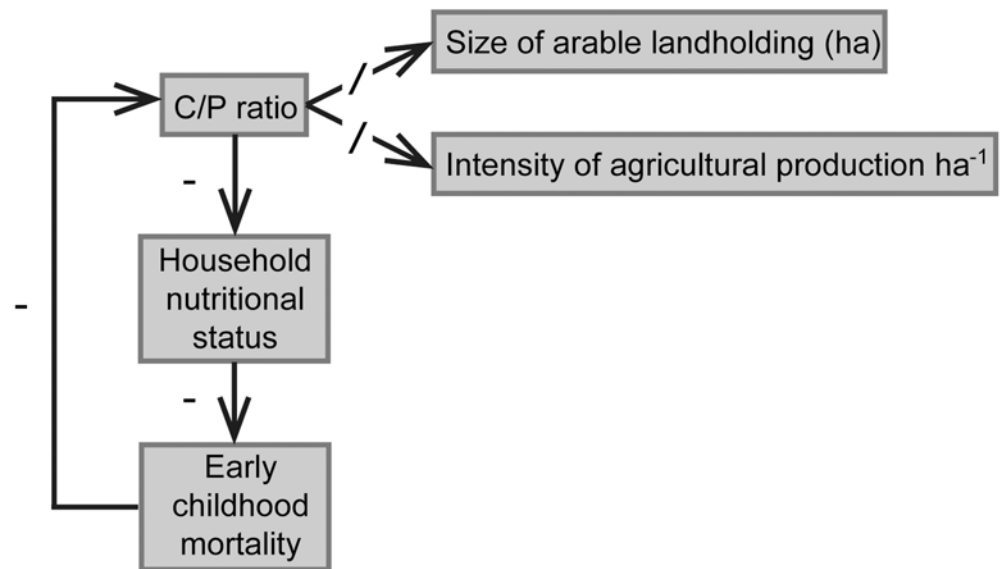 Size of arable landholding (ha)
C/P ratio
/
/
Intensity of agricultural production ha⁻¹
-
Household
nutritional
status
-
-
Early
childhood
mortality